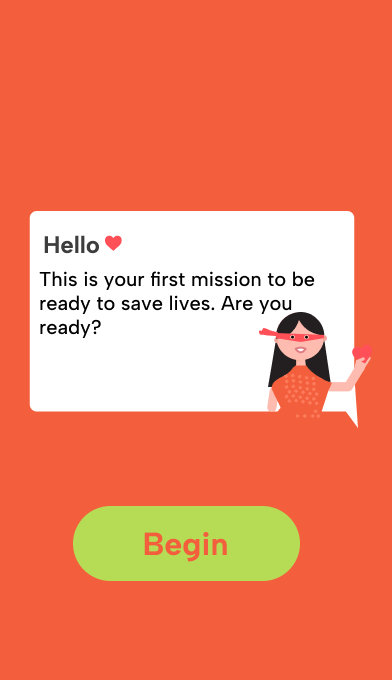 Hello
This is your first mission to be
ready to save lives. Are you
ready?
Begin